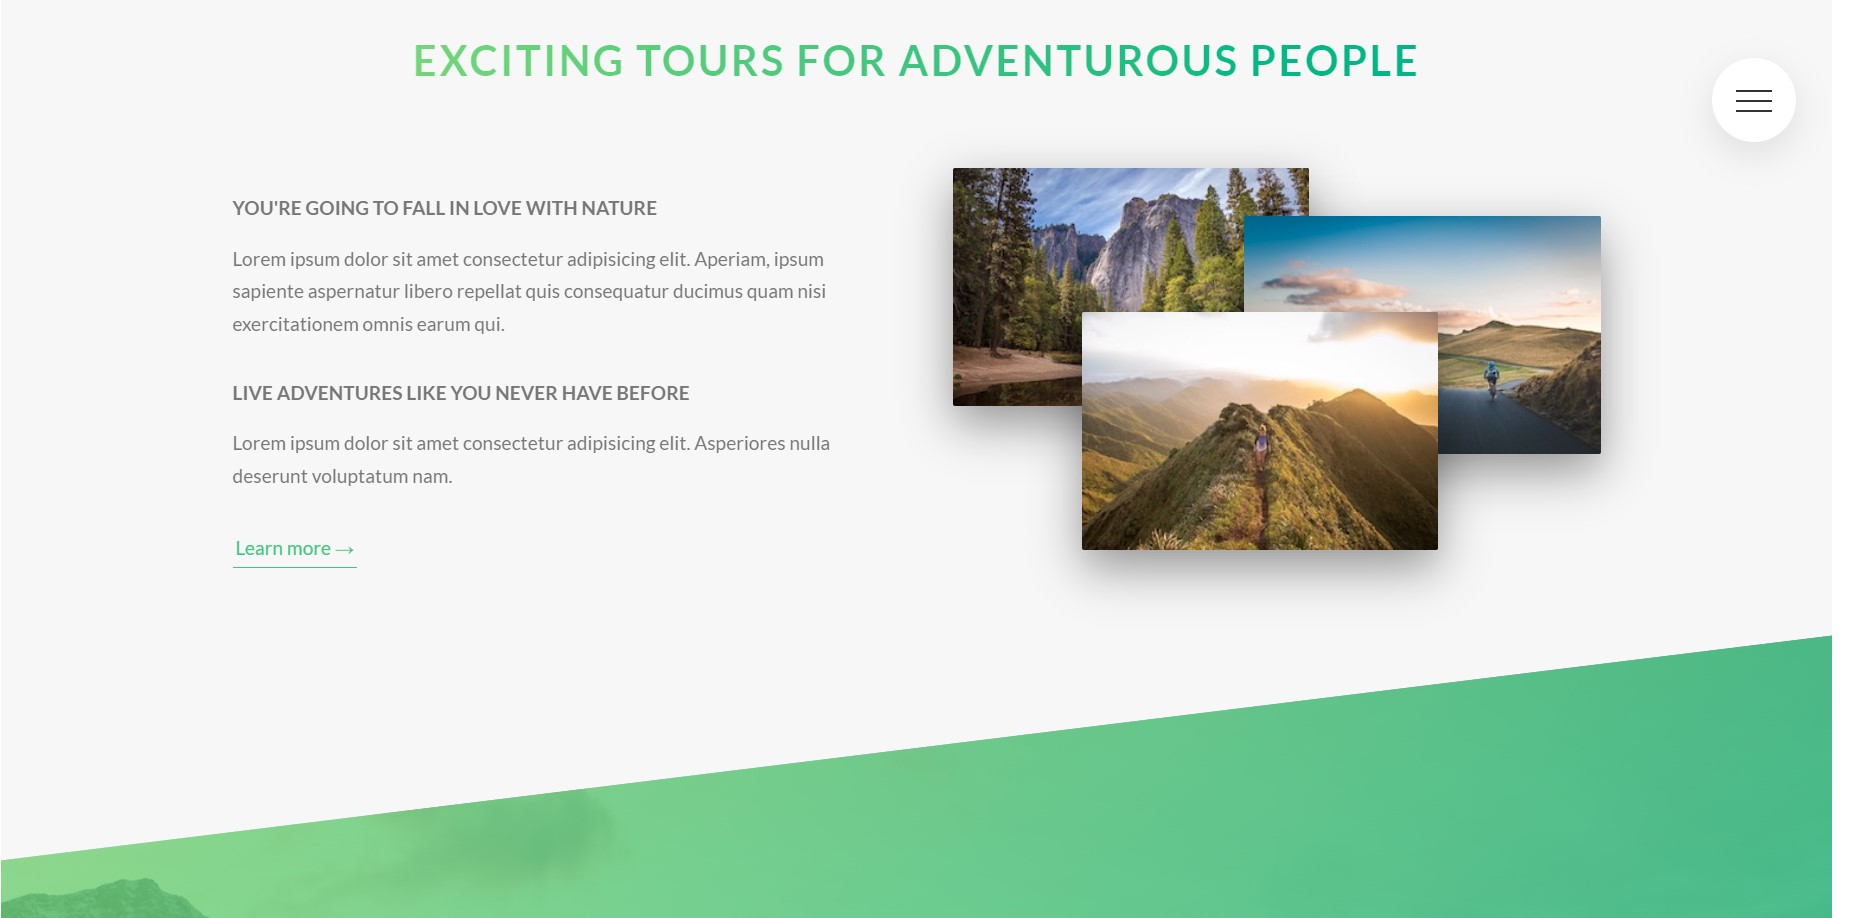 EXCITING TOURS FOR ADVENTUROUS PEOPLE
YOU'RE GOING TO FALL IN LOVE WITH NATURE
Lorem ipsum dolor sit amet consectetur adipisicing elit. Aperiam, ipsum
sapiente aspernatur libero repellat quis consequatur ducimus quam nisi
exercitationem omnis earum qui.
LIVE ADVENTURES LIKE YOU NEVER HAVE BEFORE
Lorem ipsum dolor sit amet consectetur adipisicing elit. Asperiores nulla
deserunt voluptatum nam.
Learn more →